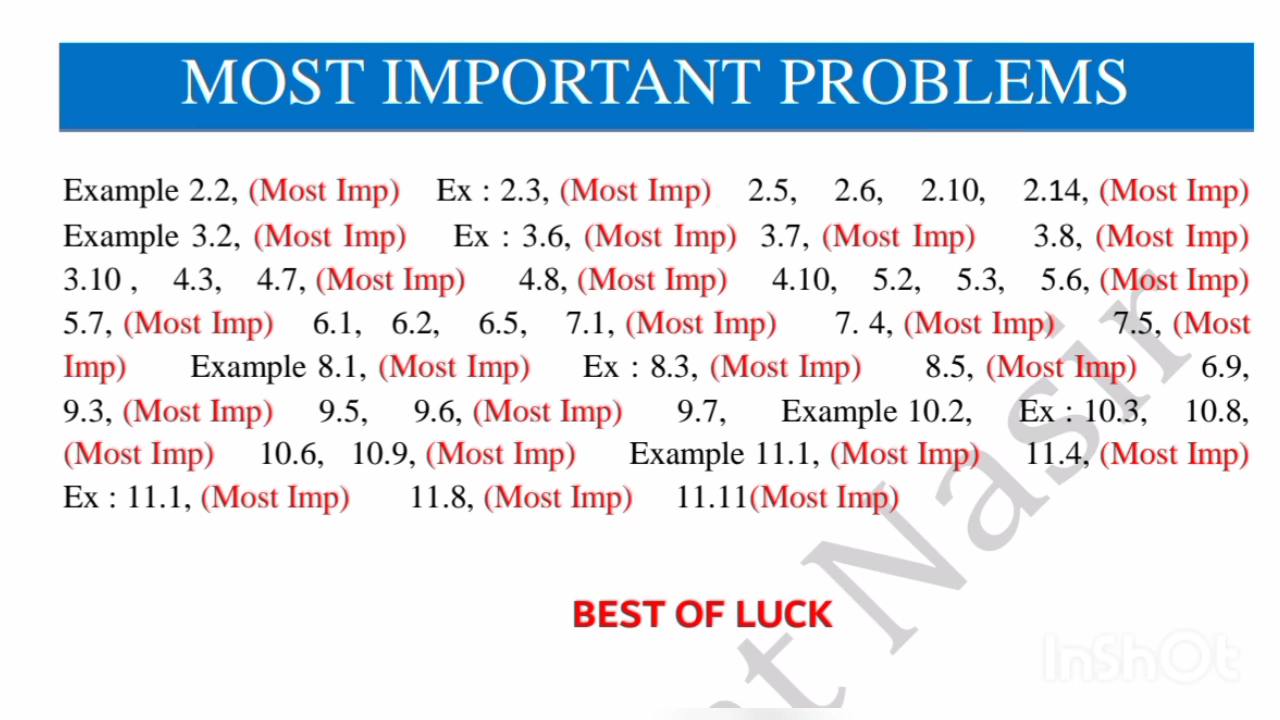 MOST IMPORTANT PROBLEMS
Example 2.2, (Most Imp) Ex : 2.3, (Most Imp) 2.5, 2.6, 2.10, 2.14, (Most Imp)
Example 3.2, (Most Imp) Ex : 3.6, (Most Imp) 3.7, (Most Imp) 3.8, (Most Imp)
3.10 , 4.3, 4.7, (Most Imp) 4.8, (Most Imp) 4.10, 5.2, 5.3, 5.6, (Most Imp)
5.7, (Most Imp) 6.1, 6.2, 6.5, 7.1, (Most Imp) 7. 4, (Most Imp) 7.5, (Most
Imp) Example 8.1, (Most Imp) Ex : 8.3, (Most Imp) 8.5, (Most Imp) 6.9,
9.3, (Most Imp) 9.5, 9.6, (Most Imp) 9.7, Example 10.2, Ex : 10.3, 10.8,
(Most Imp) 10.6, 10.9, (Most Imp) Example 11.1, (Most Imp) 11.4, (Most Imp)
Ex : 11.1, (Most Imp) 11.8, (Most Imp) 11.11(Most Imp)
BEST OF LUCK
Nasir
InShOt